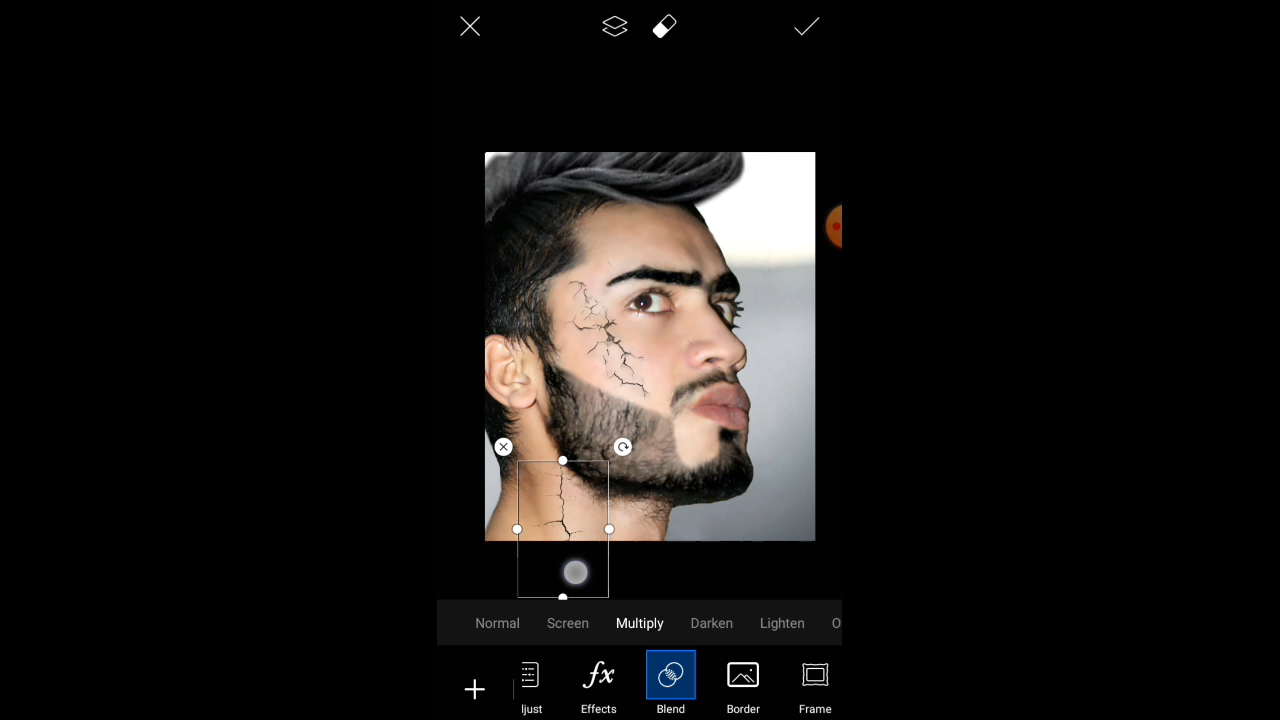 Normal Screen Multiply Darken Lighten O
ljust Effects Blend Border Frame